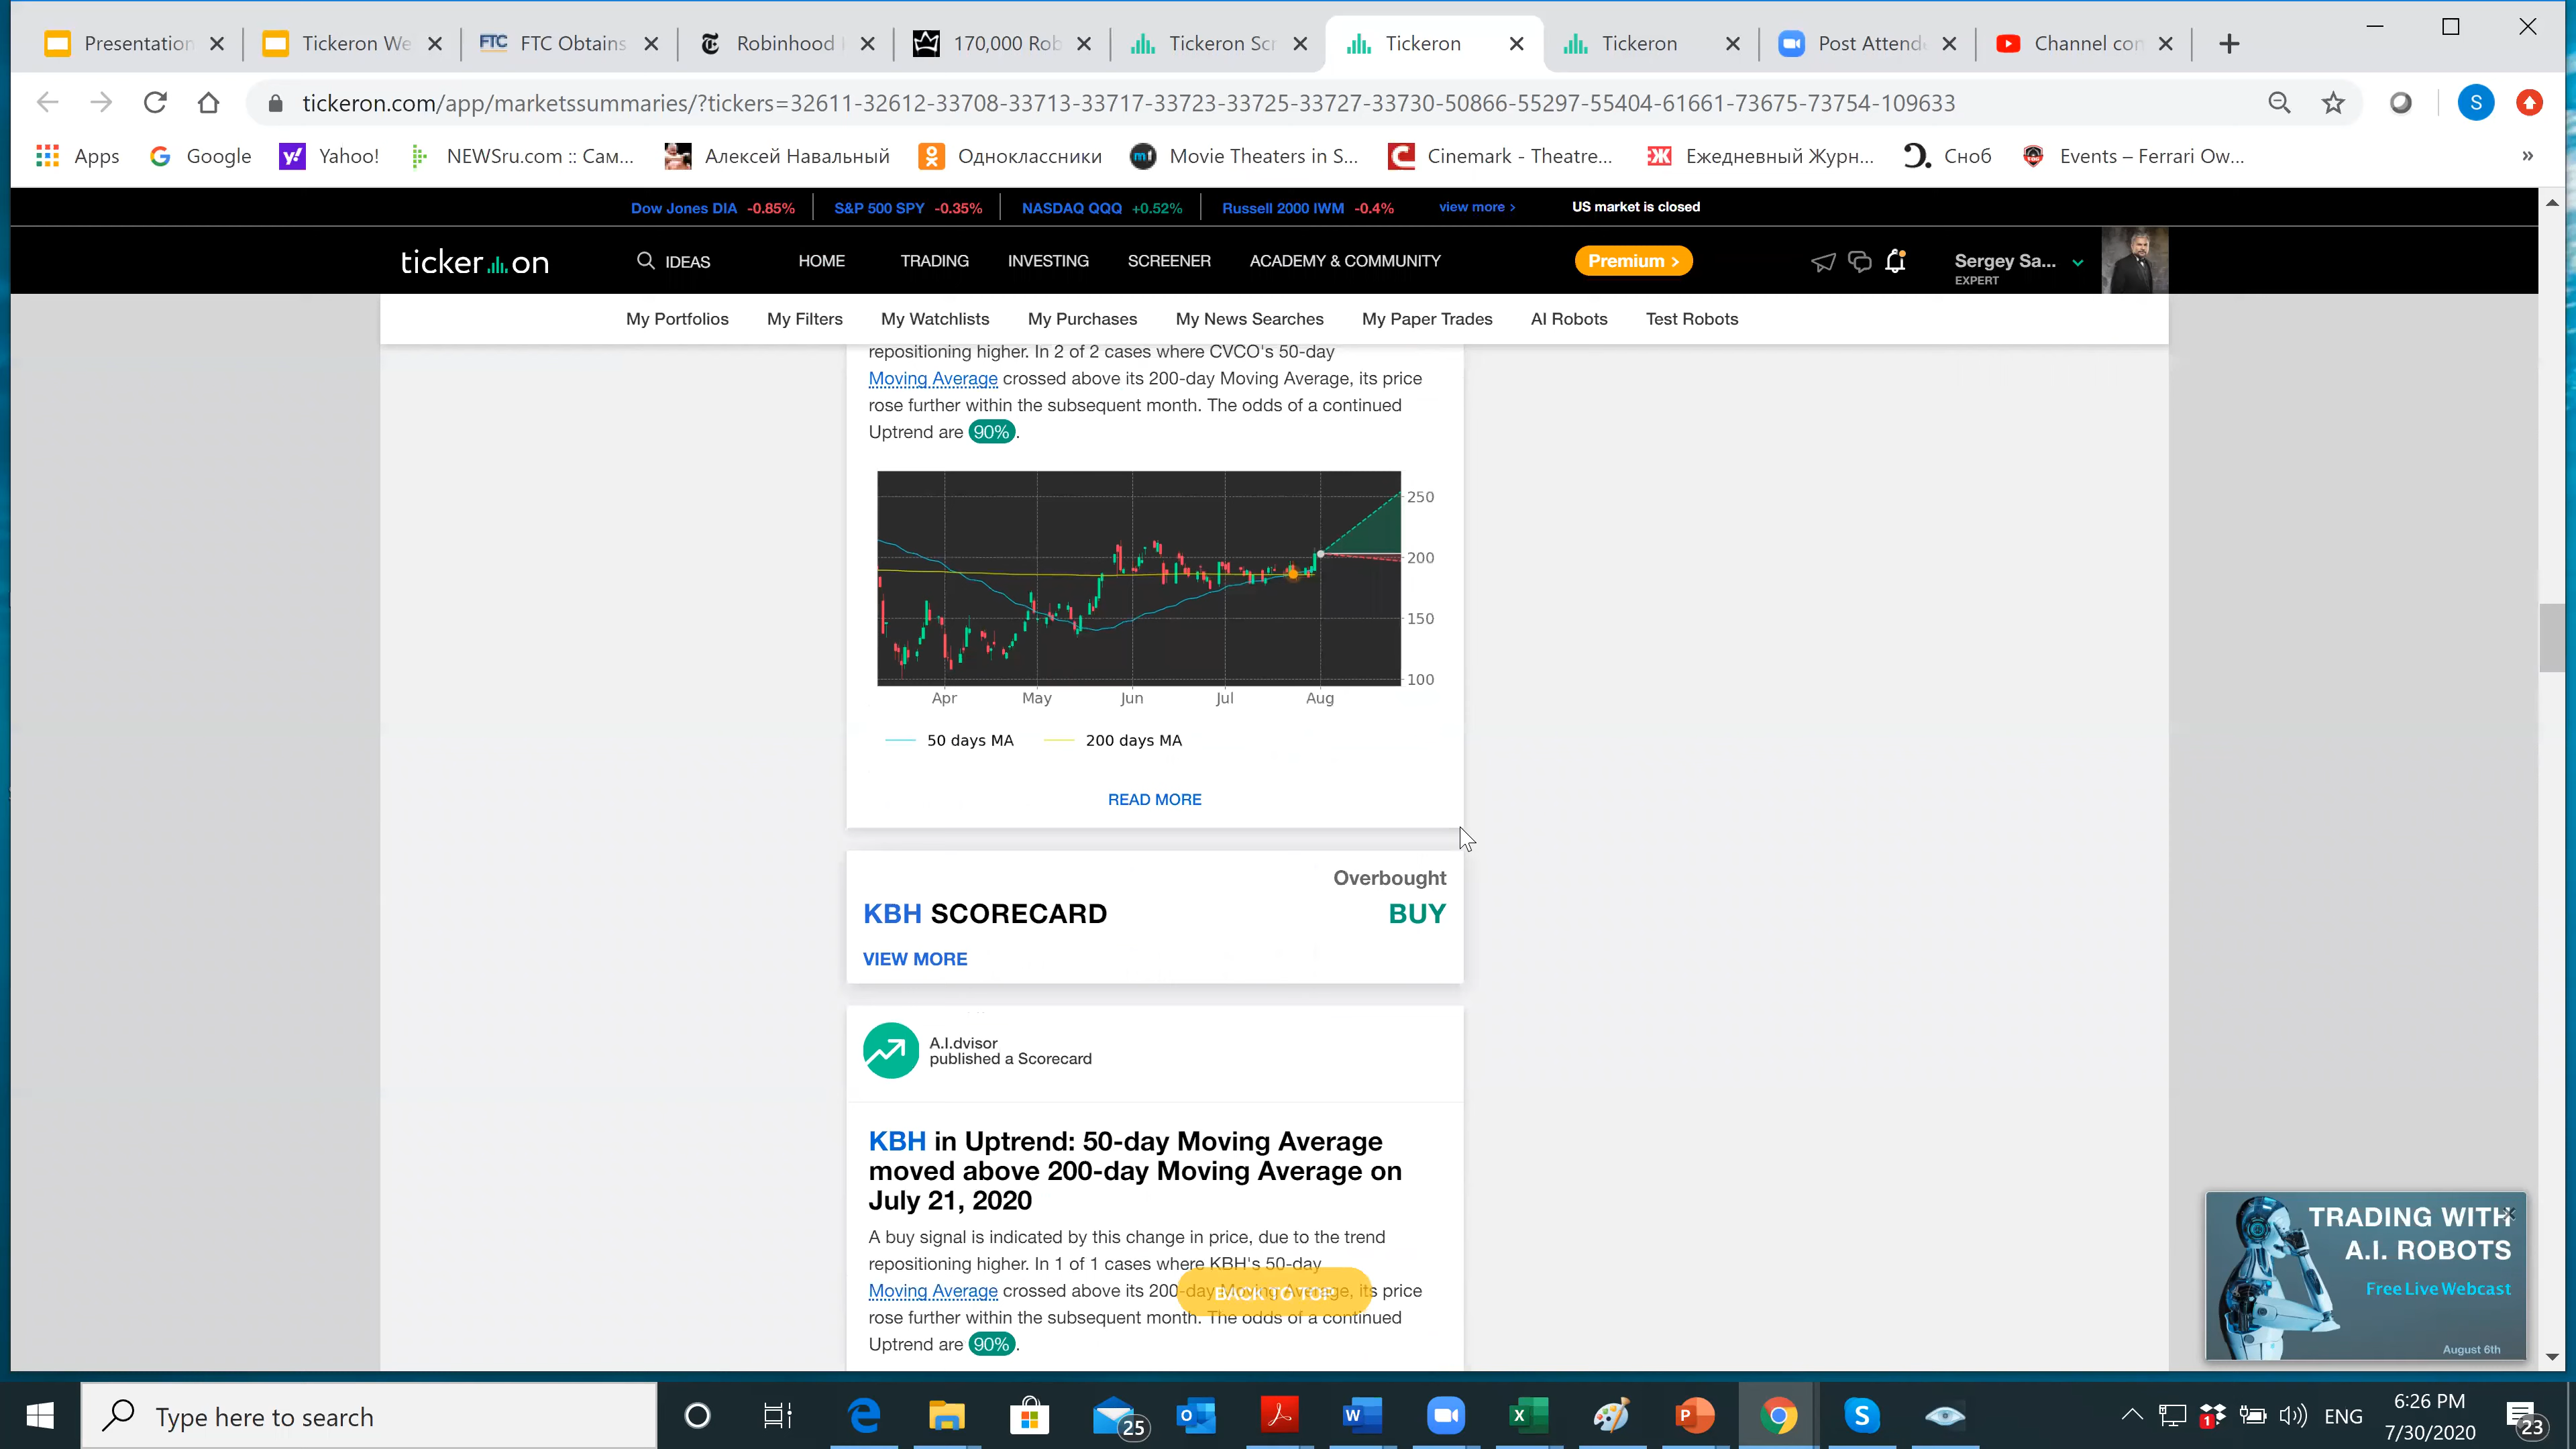 Presentation
Tickeron We
FTC FTC Obtains
Robinhood
170,000 Rob
Tickeron Scr
Tickeron
Tickeron
Post Attend
Channel con
tickeron.com/app/marketssummaries/?tickers=32611-32612-33708-33713-33717-33723-33725-33727-33730-50866-55297-55404-61661-73675-73754-109633
S
Apps
Google
Yahoo!
NEWSru.com :: Сам...
Алексей Навальный
Одноклассники
Movie Theaters in S...
Cinemark - Theatre...
Ежедневный Журн...
Сноб
Events – Ferrari Ow...
»
Dow Jones DIA -0.85%
S&P 500 SPY -0.35%
NASDAQ QQQ +0.52%
Russell 2000 IWM -0.4%
view more >
US market is closed
tickeron
IDEAS
HOME
TRADING
INVESTING
SCREENER
ACADEMY & COMMUNITY
Premium >
Sergey Sa...
EXPERT
My Portfolios
My Filters
My Watchlists
My Purchases
My News Searches
My Paper Trades
AI Robots
Test Robots
repositioning higher. In 2 of 2 cases where CVCO's 50-day
Moving Average crossed above its 200-day Moving Average, its price
rose further within the subsequent month. The odds of a continued
Uptrend are 90%.
250
200
150
100
Apr May Jun Jul Aug
50 days MA 200 days MA
READ MORE
Overbought
KBH SCORECARD BUY
VIEW MORE
A.I.dvisor
published a Scorecard
KBH in Uptrend: 50-day Moving Average
moved above 200-day Moving Average on
July 21, 2020
A buy signal is indicated by this change in price, due to the trend
repositioning higher. In 1 of 1 cases where KBH's 50-day
Moving Average crossed above its 200-day Moving Average, its price
BACK TO TOP
rose further within the subsequent month. The odds of a continued
Uptrend are 90%.
TRADING WITH
A.I. ROBOTS
Free Live Webcast
August 6th
Type here to search
25
1
ENG
6:26 PM
7/30/2020
23